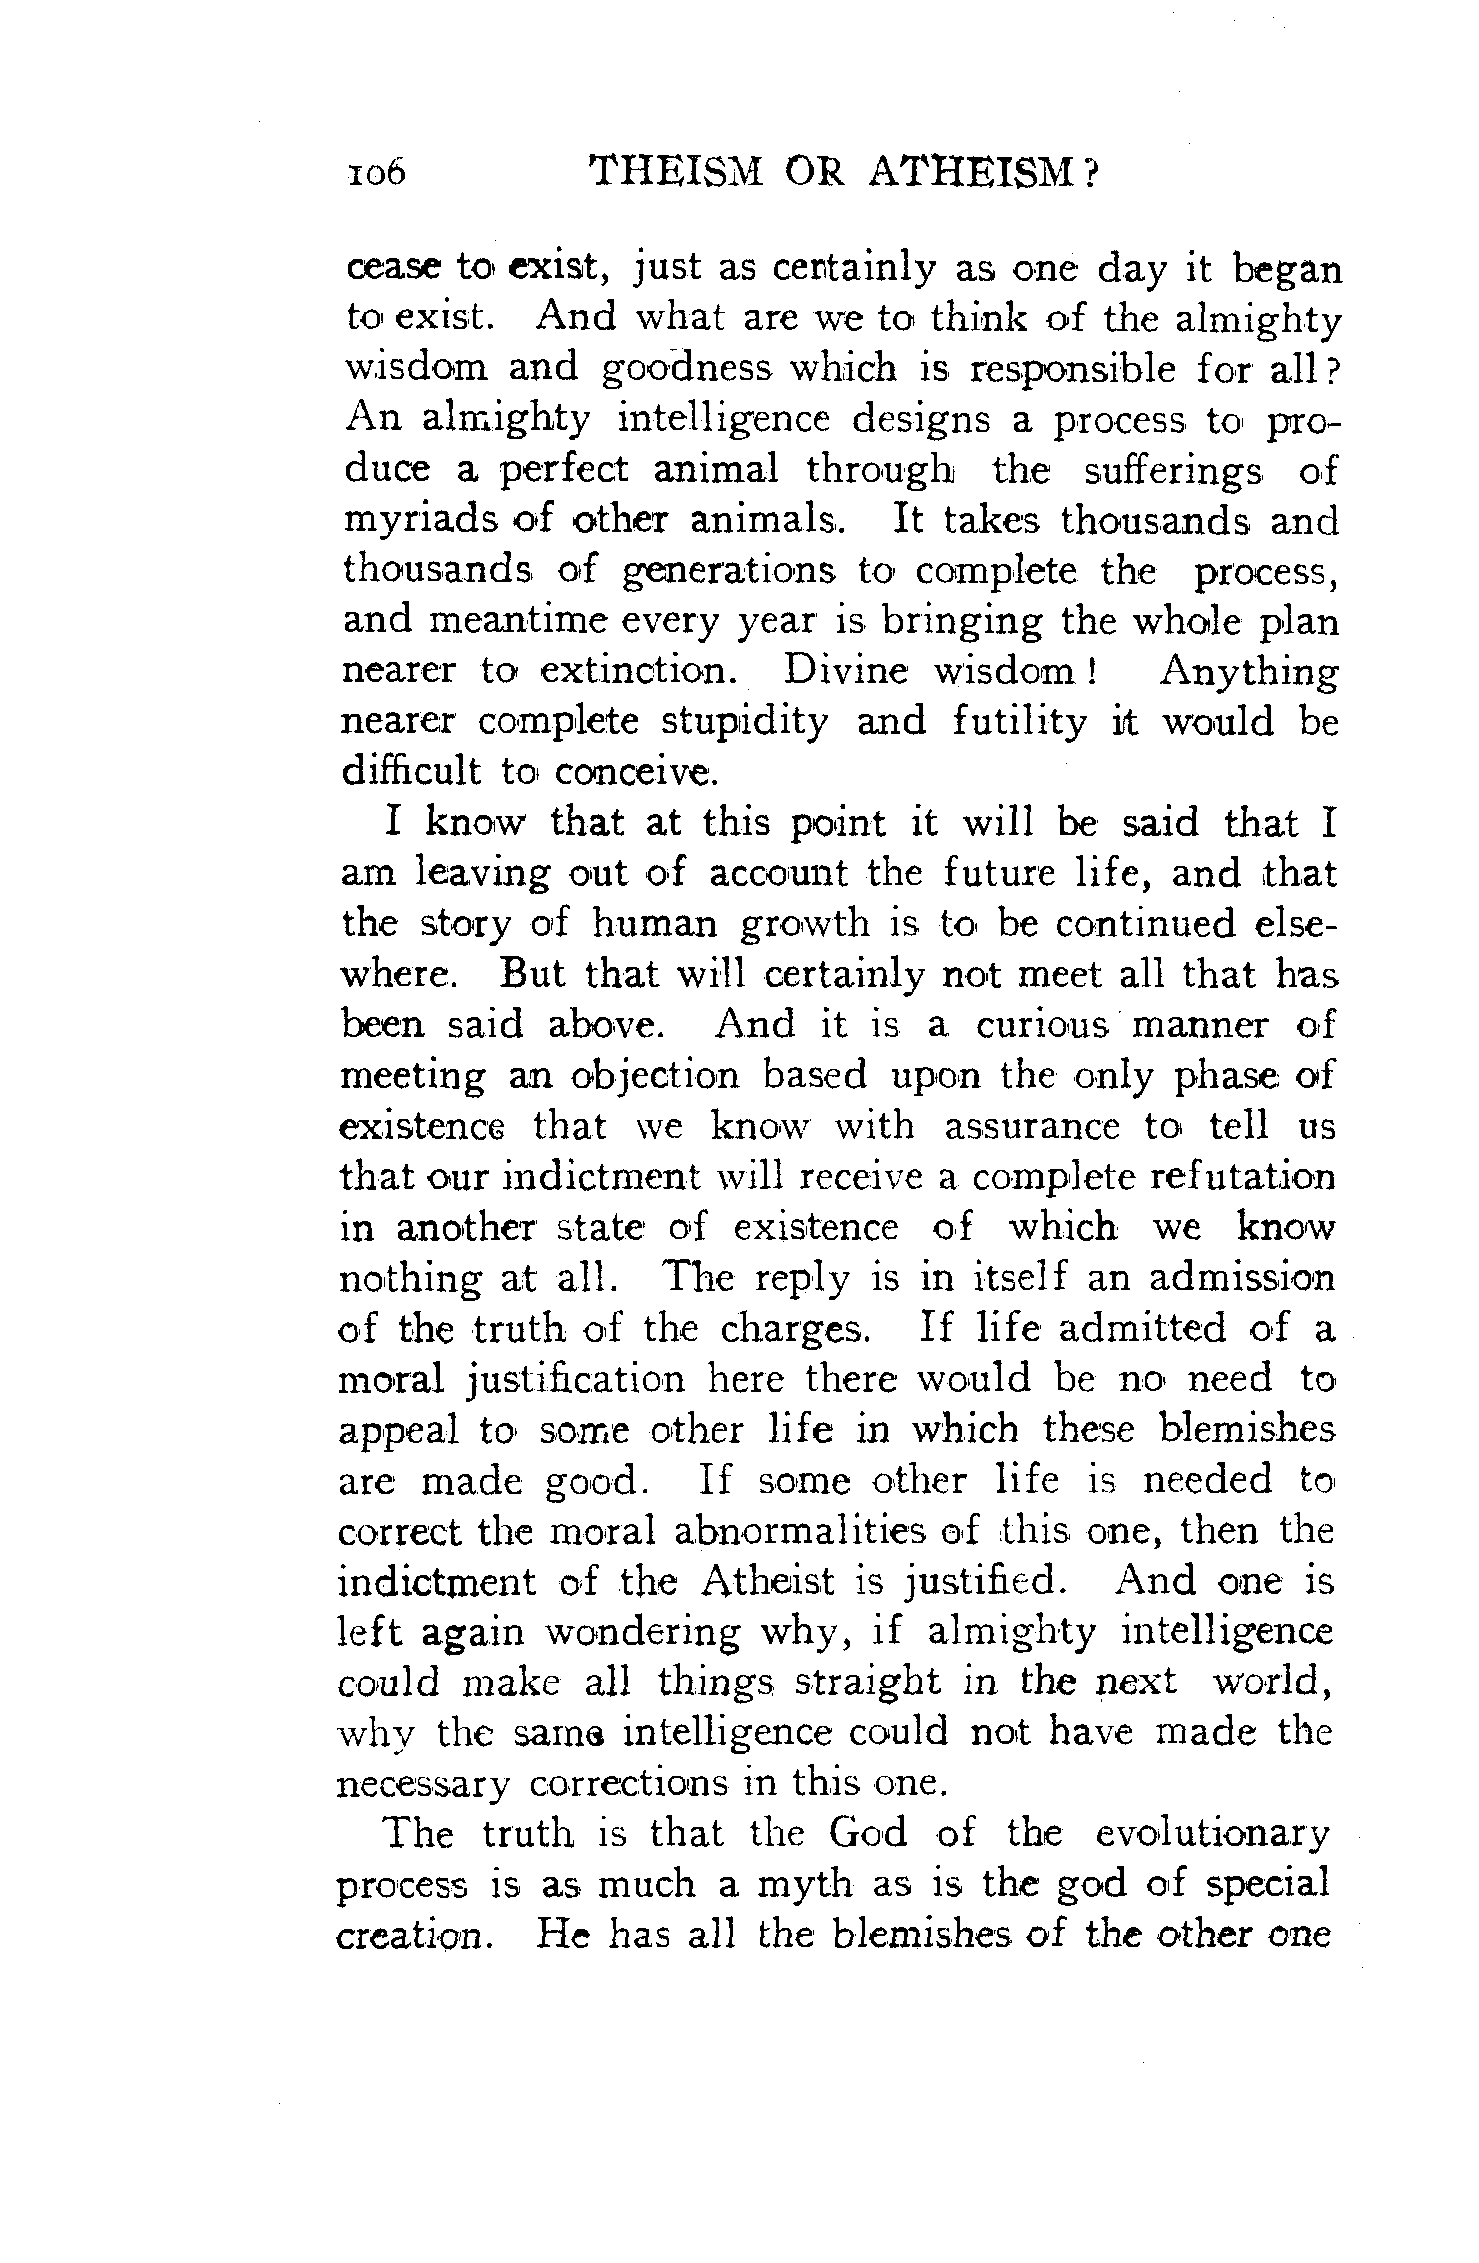 106 THEISM OR ATHEISM ?
cease to exist, just as certainly as one day it began
to exist. And what are we to think of the almighty
wisdom and goodness which is responsible for all ?
An almighty intelligence designs a process to pro-
duce a perfect animal through the sufferings of
myriads of other animals. It takes thousands and
thousands of generations to complete the process,
and meantime every year is bringing the whole plan
nearer to extinction. Divine wisdom ! Anything
nearer complete stupidity and futility it would be
difficult to conceive.
I know that at this point it will be said that I
am leaving out of account the future life, and that
the story of human growth is to be continued else-
where. But that will certainly not meet all that has
been said above. And it is a curious manner of
meeting an objection based upon the only phase of
existence that we know with assurance to tell us
that our indictment will receive a complete refutation
in another state of existence of which we know
nothing at all. The reply is in itself an admission
of the truth of the charges. If life admitted of a
moral justification here there would be no need to
appeal to some other life in which these blemishes
are made good. If some other life is needed to
correct the moral abnormalities of this one, then the
indictment of the Atheist is justified. And one is
left again wondering why, if almighty intelligence
could make all things straight in the next world,
why the same intelligence could not have made the
necessary corrections in this one.
The truth is that the God of the evolutionary
process is as much a myth as is the god of special
creation. He has all the blemishes of the other one